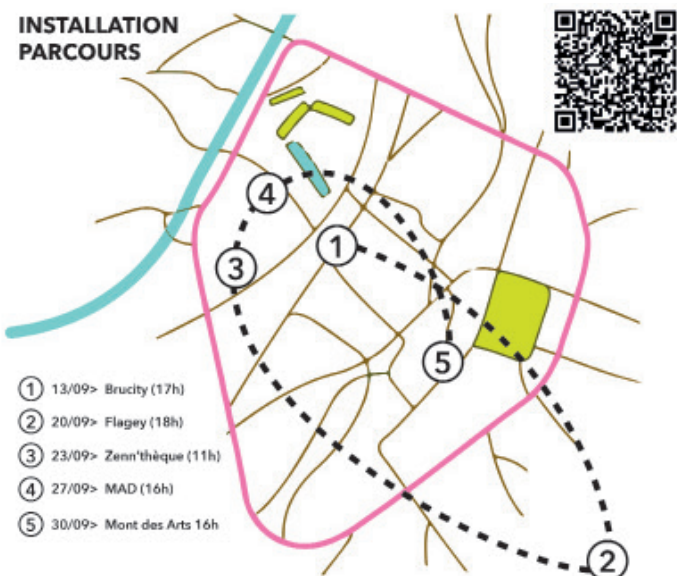 INSTALLATION
PARCOURS
4
1
3
5
1 13/09> Brucity (17h)
2 20/09> Flagey (18h)
3 23/09> Zenn'thèque (11h)
4 27/09> MAD (16h)
5 30/09> Mont des Arts 16h
2